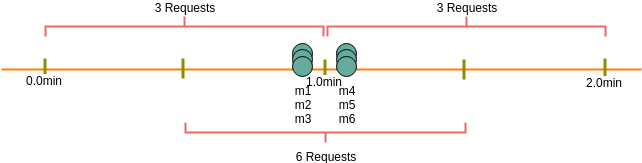 3 Requests
3 Requests
0.0min
1.0min
2.0min
m1
m2
m3
m4
m5
m6
6 Requests